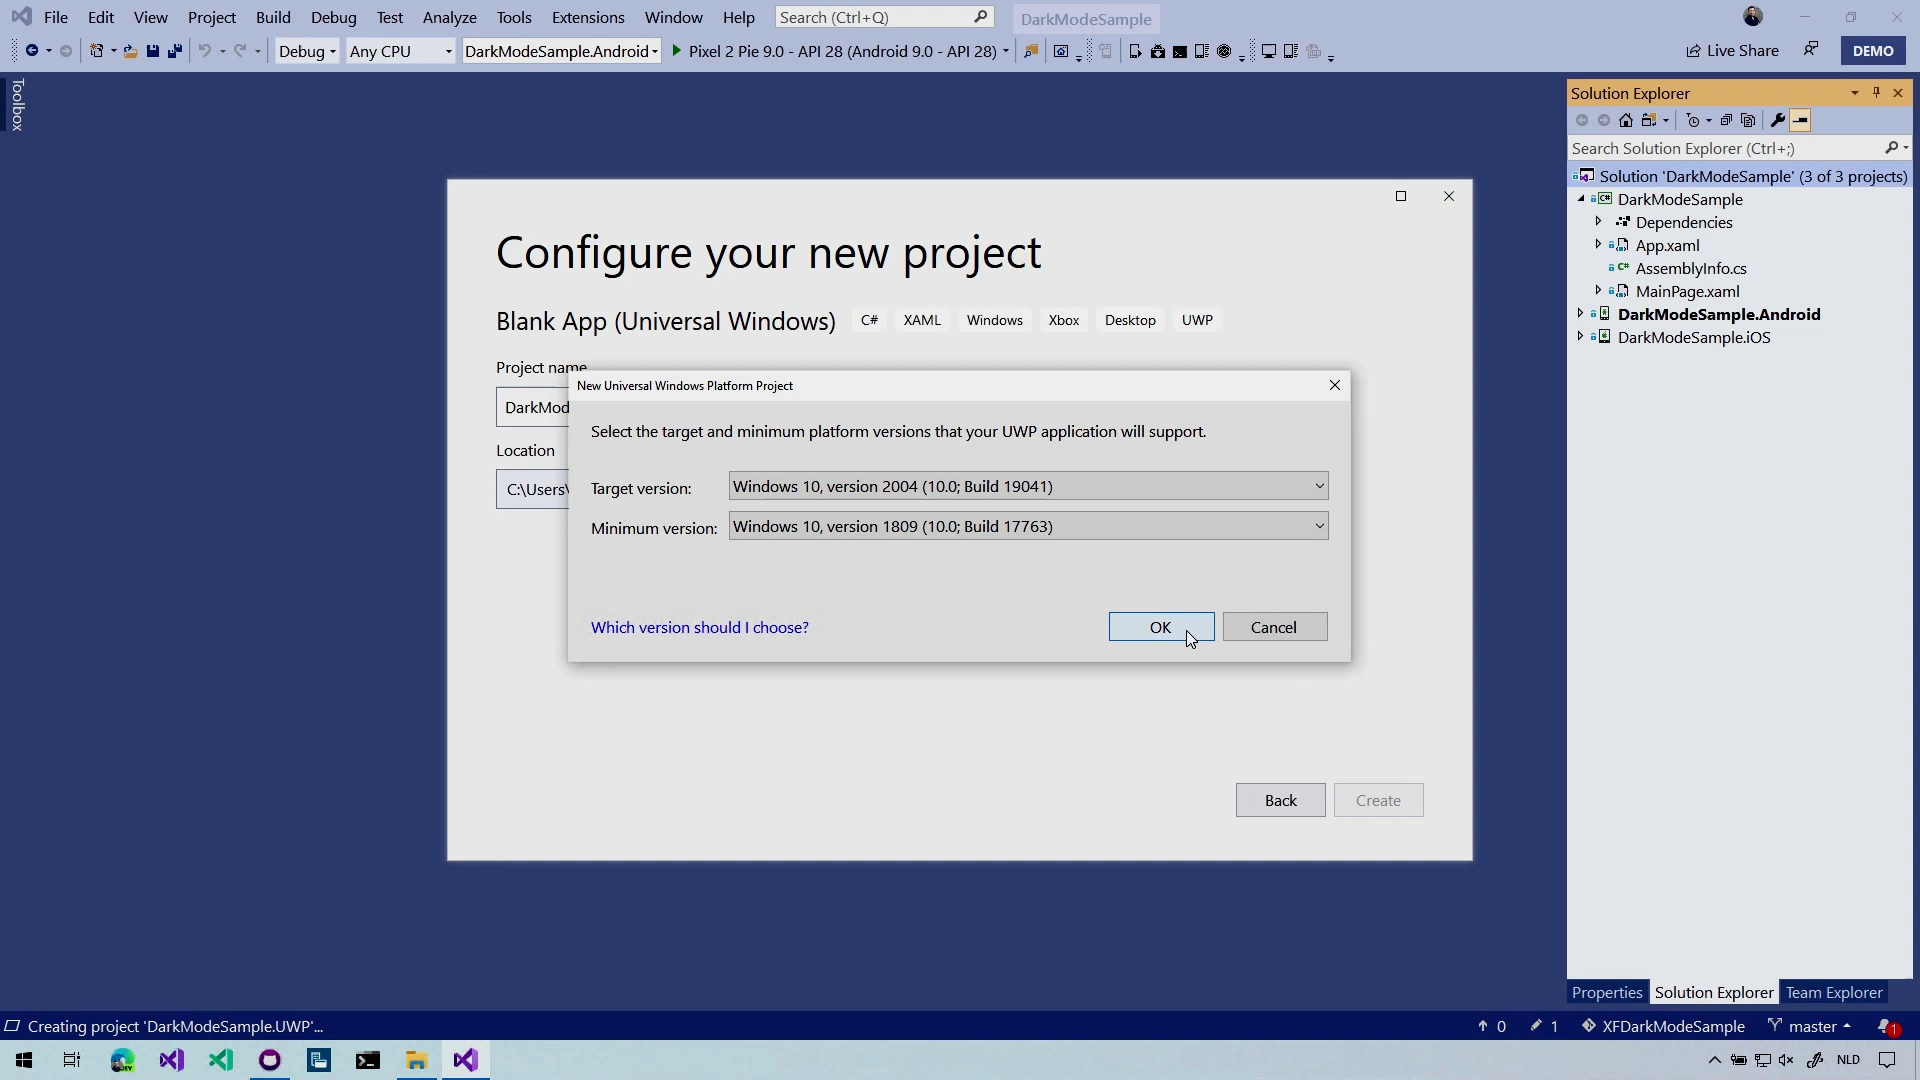 File Edit View Project Build Debug Test Analyze Tools Extensions Window Help Search (Ctrl+Q) DarkModeSample
Debug Any CPU DarkModeSample.Android Pixel 2 Pie 9.0 - API 28 (Android 9.0 - API 28) Live Share DEMO
Toolbox
Solution Explorer
Search Solution Explorer (Ctrl+;)
Solution 'DarkModeSample' (3 of 3 projects)
DarkModeSample
Dependencies
App.xaml
AssemblyInfo.cs
MainPage.xaml
DarkModeSample.Android
DarkModeSample.iOS
Configure your new project
Blank App (Universal Windows) C# XAML Windows Xbox Desktop UWP
Project name
DarkMod
Location
C:\Users\
New Universal Windows Platform Project
Select the target and minimum platform versions that your UWP application will support.
Target version: Windows 10, version 2004 (10.0; Build 19041)
Minimum version: Windows 10, version 1809 (10.0; Build 17763)
Which version should I choose? OK Cancel
Back Create
Properties Solution Explorer Team Explorer
Creating project 'DarkModeSample.UWP'... 0 1 XFDarkModeSample master 1
NLD